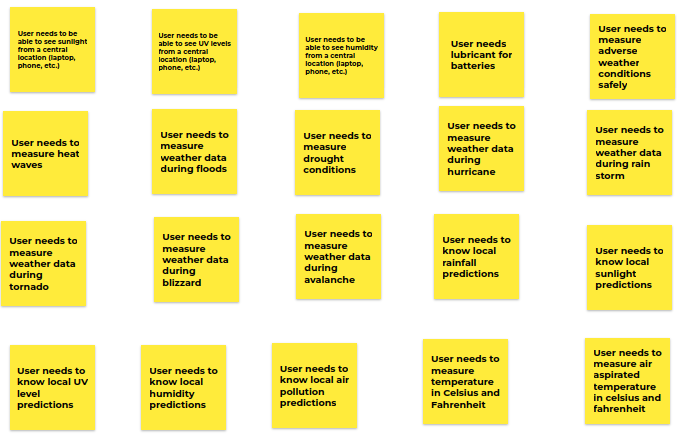 User needs to be
able to see sunlight
from a central
location (laptop,
phone, etc.)
User needs to be
able to see UV levels
from a central
location (laptop,
phone, etc.)
User needs to be
able to see humidity
from a central
location (laptop,
phone, etc.)
User needs
lubricant for
batteries
User needs to
measure
adverse
weather
conditions
safely
User needs to
measure heat
waves
User needs to
measure
weather data
during floods
User needs to
measure
drought
conditions
User needs to
measure
weather data
during
hurricane
User needs to
measure
weather data
during rain
storm
User needs to
measure
weather data
during
tornado
User needs to
measure
weather data
during
blizzard
User needs to
measure
weather data
during
avalanche
User needs to
know local
rainfall
predictions
User needs to
know local
sunlight
predictions
User needs to
know local UV
level
predictions
User needs to
know local
humidity
predictions
User needs to
know local air
pollution
predictions
User needs to
measure
temperature
in Celsius and
Fahrenheit
User needs to
measure air
aspirated
temperature
in celsius and
fahrenheit